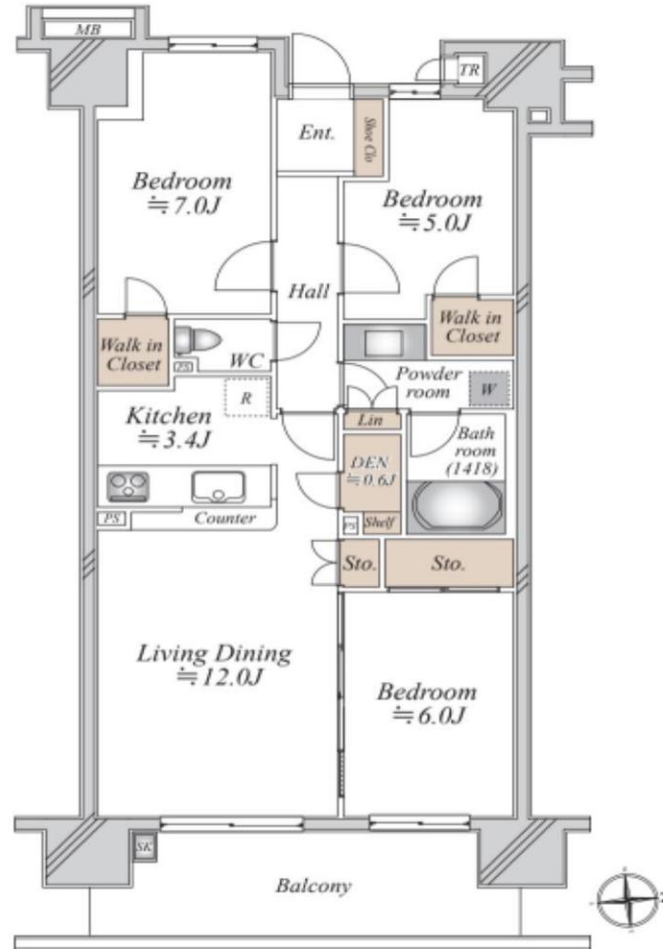 MB
TR
Ent.
Shoe Clo
Bedroom
≒7.0J
Bedroom
≒5.0J
Hall
Walk in
Closet
WC
PS
Walk in
Closet
Powder
room
W
Kitchen
≒3.4J
R
Lin
Bath
room
(1418)
DEN
≒0.6J
PS
Counter
PS
Shelf
Sto.
Sto.
Living Dining
≒12.0J
Bedroom
≒6.0J
SK
Balcony